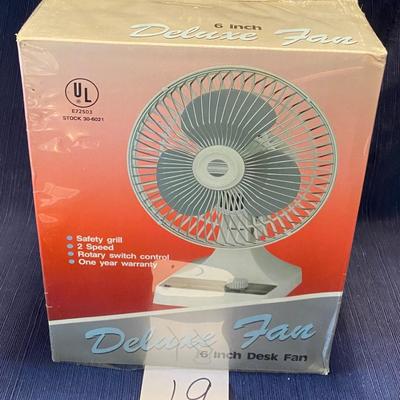 6 Inch
Deluxe Fan
UL
®
E72503
STOCK 30-6021
Safety grill
2 Speed
Rotary switch control
One year warranty
Deluxe Fan
6 Inch Desk Fan
19